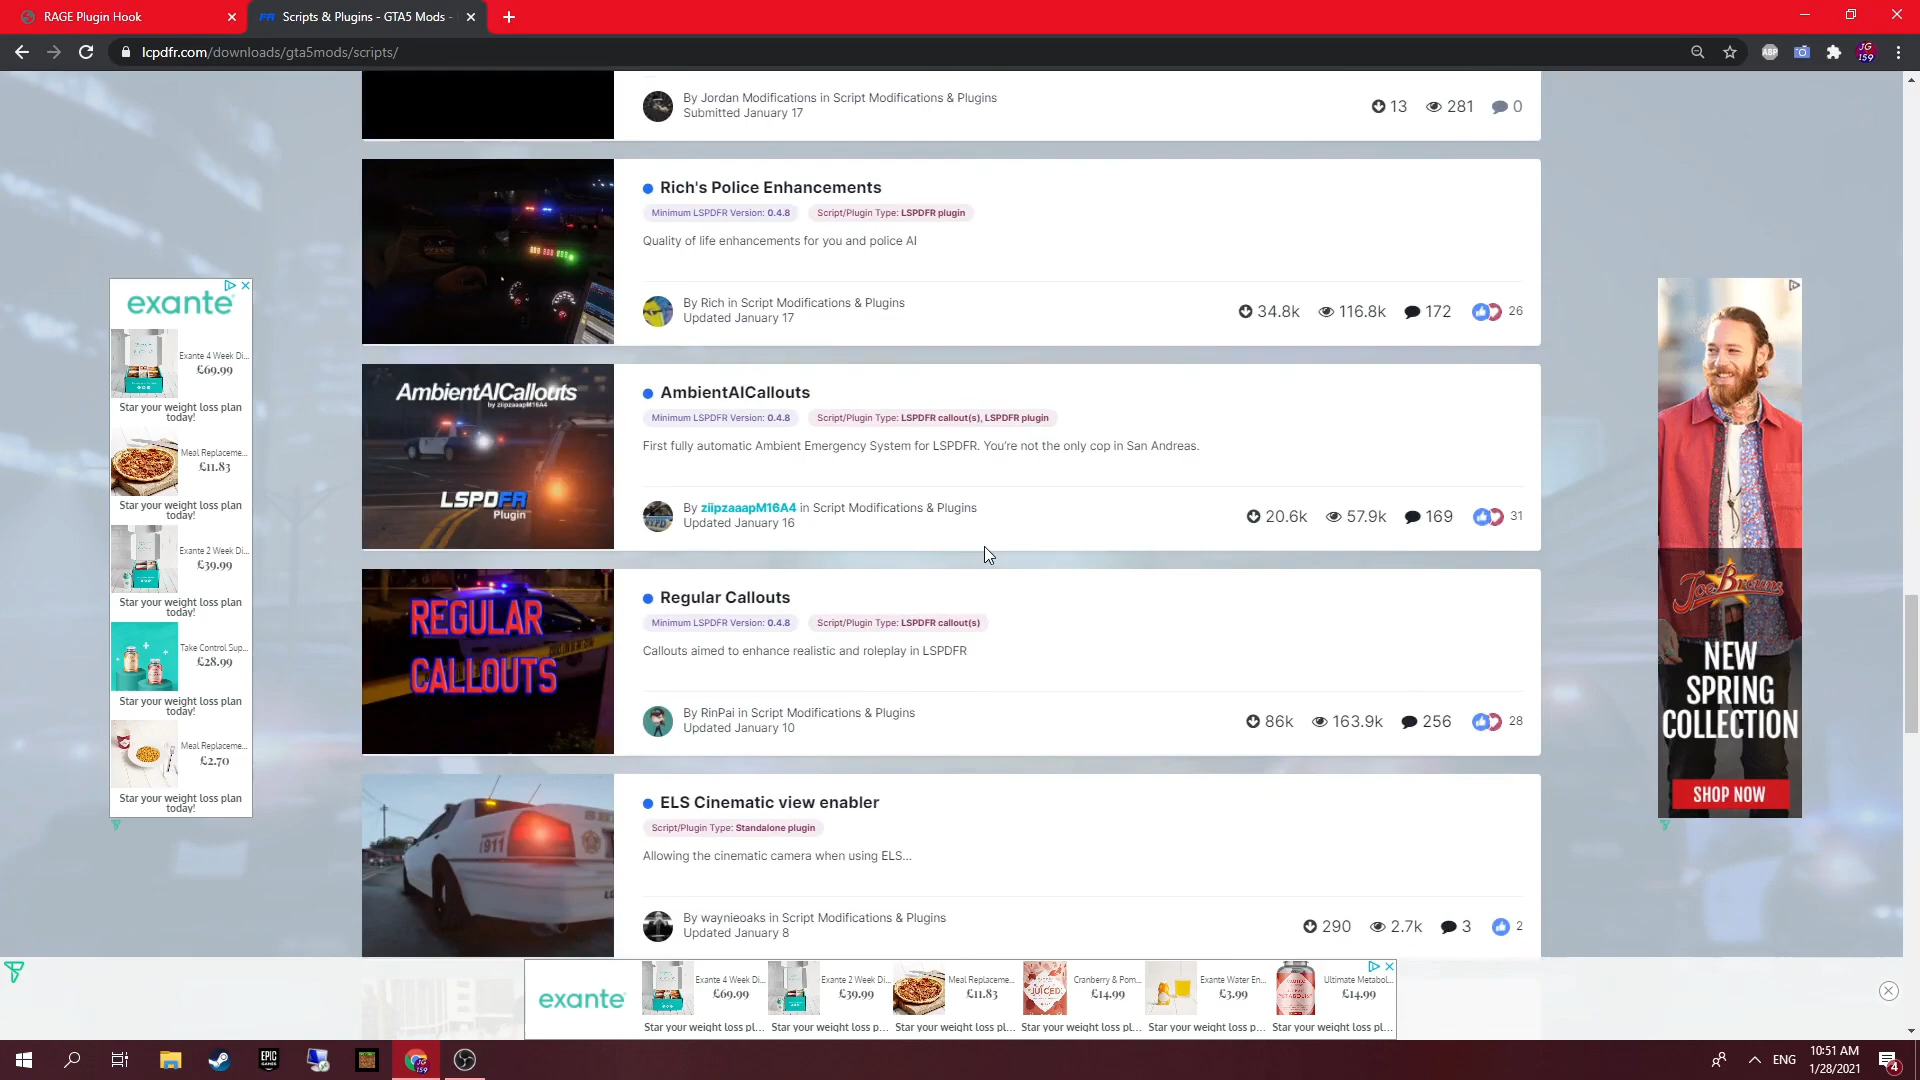 RAGE Plugin Hook
Scripts & Plugins - GTA5 Mods -
lcpdfr.com/downloads/gta5mods/scripts/
ABP
JG
159
By Jordan Modifications in Script Modifications & Plugins
Submitted January 17
13 281 0
Rich's Police Enhancements
Minimum LSPDFR Version: 0.4.8 Script/Plugin Type: LSPDFR plugin
Quality of life enhancements for you and police AI
By Rich in Script Modifications & Plugins
Updated January 17
34.8k 116.8k 172 26
AmbientAICallouts
by ziipzaaapM16A4
LSPDFR
Plugin
AmbientAICallouts
Minimum LSPDFR Version: 0.4.8 Script/Plugin Type: LSPDFR callout(s), LSPDFR plugin
First fully automatic Ambient Emergency System for LSPDFR. You're not the only cop in San Andreas.
By ziipzaaapM16A4 in Script Modifications & Plugins
Updated January 16
20.6k 57.9k 169 31
REGULAR
CALLOUTS
Regular Callouts
Minimum LSPDFR Version: 0.4.8 Script/Plugin Type: LSPDFR callout(s)
Callouts aimed to enhance realistic and roleplay in LSPDFR
By RinPai in Script Modifications & Plugins
Updated January 10
86k 163.9k 256 28
911
ELS Cinematic view enabler
Script/Plugin Type: Standalone plugin
Allowing the cinematic camera when using ELS...
By waynieoaks in Script Modifications & Plugins
Updated January 8
290 2.7k 3 2
exante
Exante 4 Week Di...
£69.99
Star your weight loss plan
today!
Meal Replaceme...
£11.83
Star your weight loss plan
today!
Exante 2 Week Di...
£39.99
Star your weight loss plan
today!
Take Control Sup...
£28.99
Star your weight loss plan
today!
Meal Replaceme...
£2.70
Star your weight loss plan
today!
Joe Browns
NEW
SPRING
COLLECTION
SHOP NOW
exante
Exante 4 Week Di...
£69.99
Star your weight loss pl...
Exante 2 Week Di...
£39.99
Star your weight loss p...
Meal Replaceme...
£11.83
Star your weight loss pl...
JUICED
Cranberry & Pom...
£14.99
Star your weight loss pl...
Exante Water En...
£3.99
Star your weight loss pl...
Ultimate Metabol...
£14.99
Star your weight loss pl...
EPIC
GAMES
JG
159
ENG
10:51 AM
1/28/2021
4